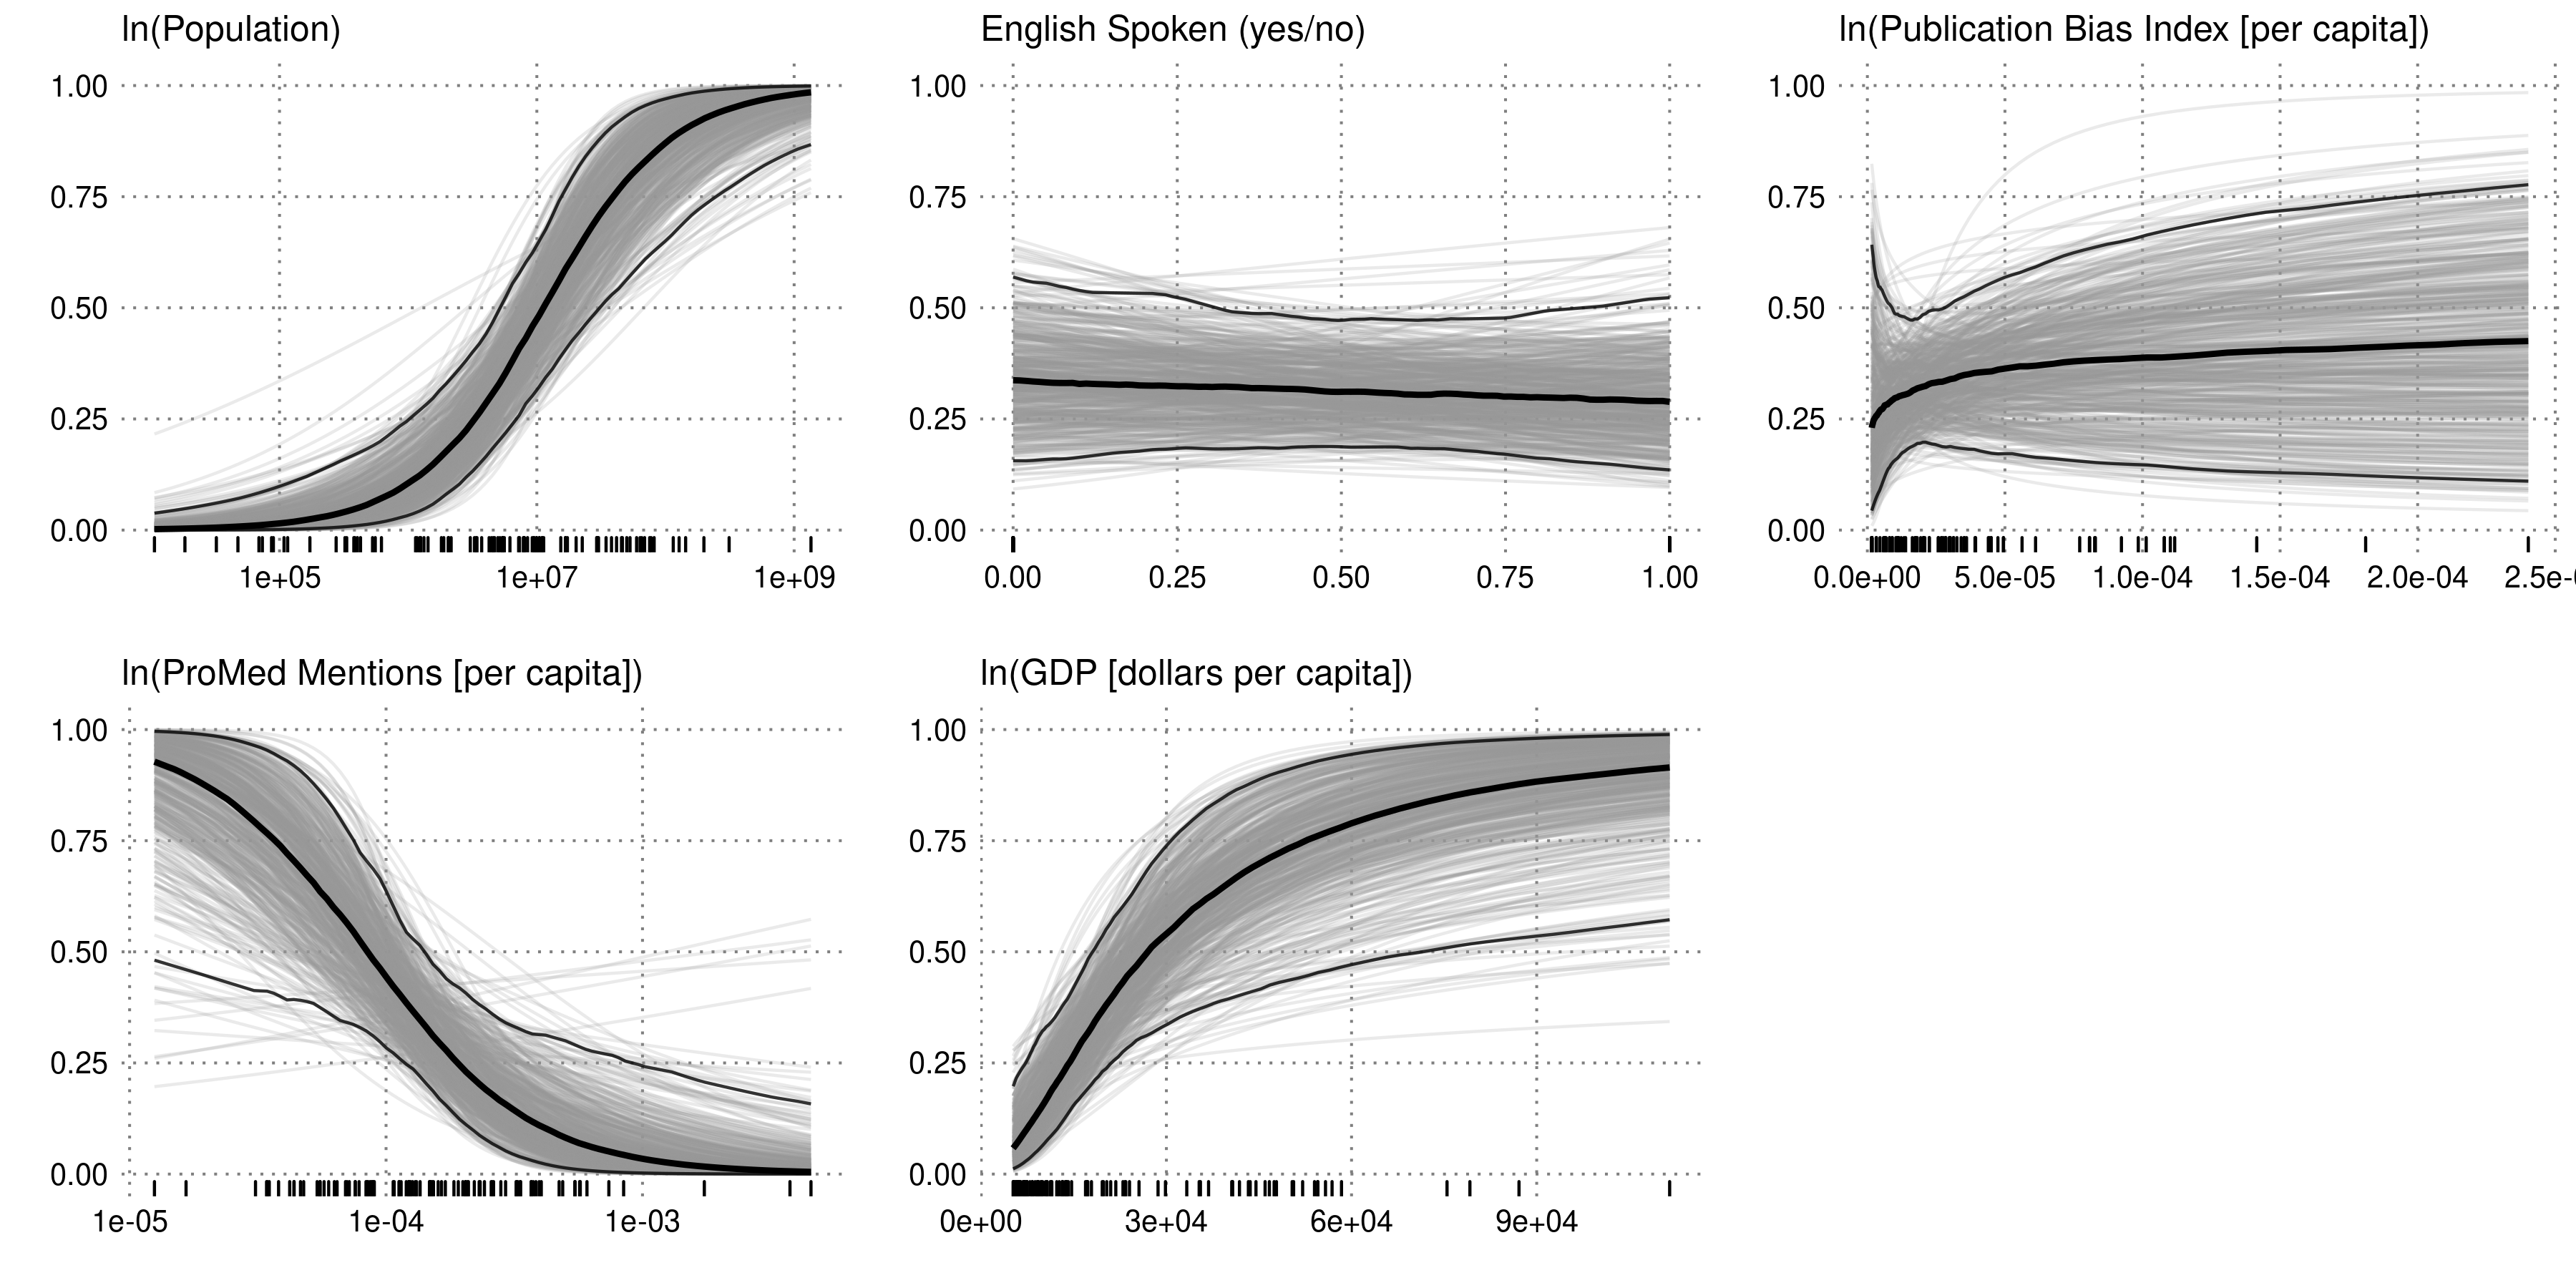 ln(Population)
1.00
0.75
0.50
0.25
0.00
1e+05 1e+07 1e+09
English Spoken (yes/no)
1.00
0.75
0.50
0.25
0.00
0.00 0.25 0.50 0.75 1.00
ln(Publication Bias Index [per capita])
1.00
0.75
0.50
0.25
0.00
0.0e+00 5.0e-05 1.0e-04 1.5e-04 2.0e-04 2.5e-
ln(ProMed Mentions [per capita])
1.00
0.75
0.50
0.25
0.00
1e-05 1e-04 1e-03
ln(GDP [dollars per capita])
1.00
0.75
0.50
0.25
0.00
0e+00 3e+04 6e+04 9e+04